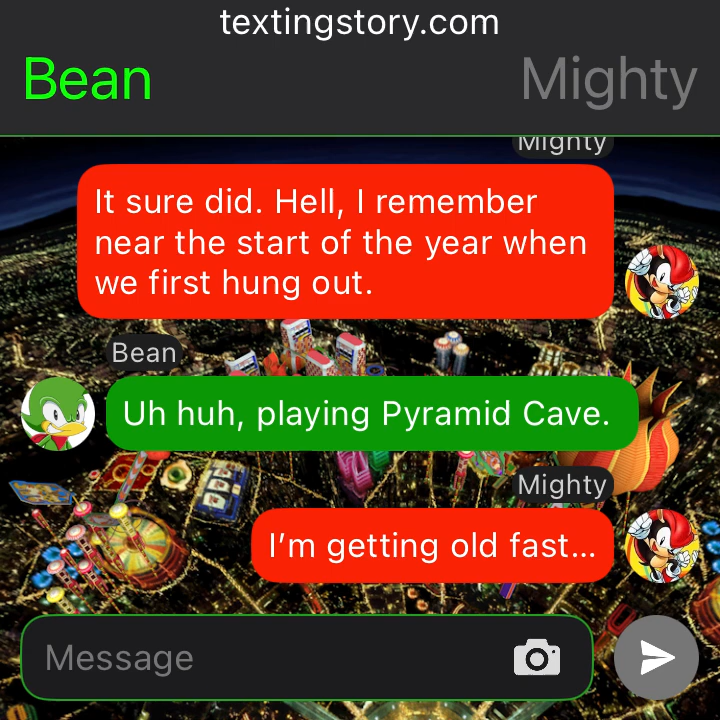 textingstory.com
Bean
Mighty
Mighty
It sure did. Hell, I remember
near the start of the year when
we first hung out.
Bean
Uh huh, playing Pyramid Cave.
Mighty
I’m getting old fast...
Message